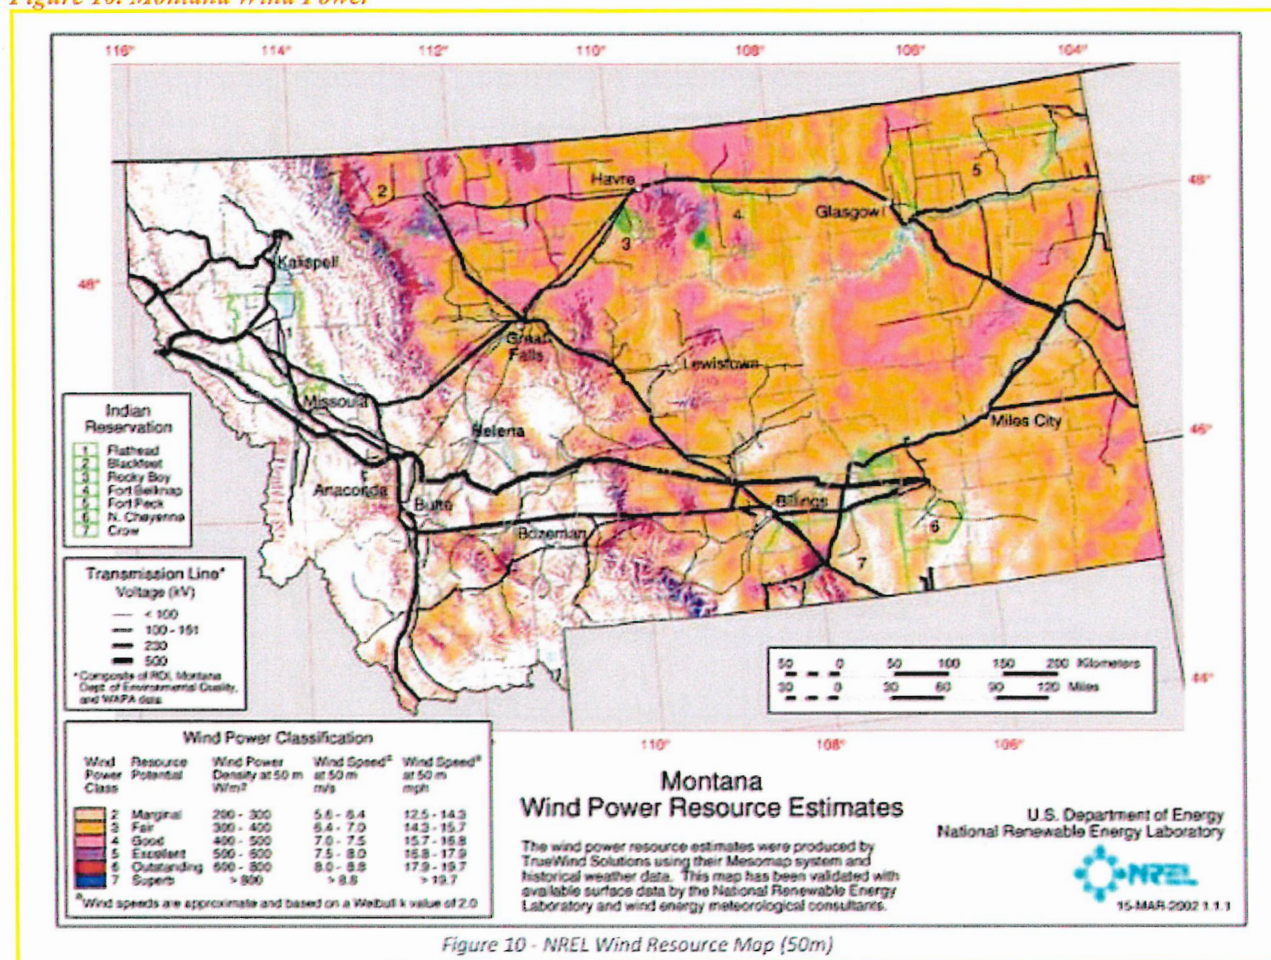 Figure 10: Montana Wind Power
116° 114° 112° 110° 108° 106° 104°
48°
48°
46°
44°
110° 108° 106°
Havre
Glasgow
Kalispell
Great
Falls
Lewistown
Missoula
Helena
Miles City
Anaconda
Butte
Billings
Bozeman
1
2
3
4
5
6
7
Indian
Reservation
1 Flathead
2 Blackfeet
3 Rocky Boy
4 Fort Belknap
5 Fort Peck
6 N. Cheyenne
7 Crow
Transmission Line*
Voltage (kV)
< 100
100 - 161
230
500
* Composite of RDI, Montana
Dept. of Environmental Quality,
and WAPA data
50 0 50 100 150 200 Kilometers
30 0 30 60 90 120 Miles
Wind Power Classification
Wind Resource Wind Power Wind Speed Wind Speed
Power Potential Density at 50 m at 50 m at 50 m
Class W/m² m/s mph
2 Marginal 200 - 300 5.6 - 6.4 12.5 - 14.3
3 Fair 300 - 400 6.4 - 7.0 14.3 - 15.7
4 Good 400 - 500 7.0 - 7.5 15.7 - 16.8
5 Excellent 500 - 600 7.5 - 8.0 16.8 - 17.9
6 Outstanding 600 - 800 8.0 - 8.8 17.9 - 19.7
7 Superb > 800 > 8.8 > 19.7
Wind speeds are approximate and based on a Weibull k value of 2.0
Montana
Wind Power Resource Estimates
The wind power resource estimates were produced by
TrueWind Solutions using their Mesomap system and
historical weather data. This map has been validated with
available surface data by the National Renewable Energy
Laboratory and wind energy meteorological consultants.
U.S. Department of Energy
National Renewable Energy Laboratory
NREL
15-MAR-2002 1.1.1
Figure 10 - NREL Wind Resource Map (50m)